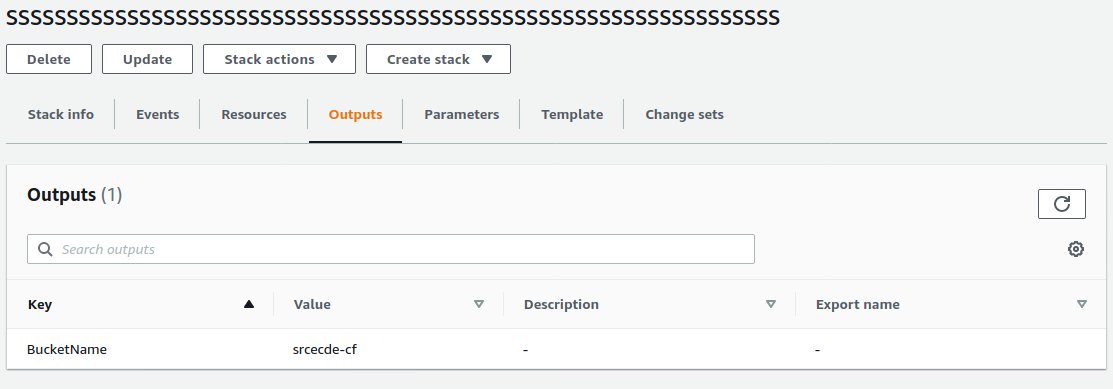 SSSSSSSSSSSSSSSSSSSSSSSSSSSSSSSSSSSSSSSSSSSSSSSSSSSSSSSSSSSSSSSS
Delete Update Stack actions Create stack
Stack info Events Resources Outputs Parameters Template Change sets
Outputs (1)
Search outputs
Key Value Description Export name
BucketName srcecde-cf - -